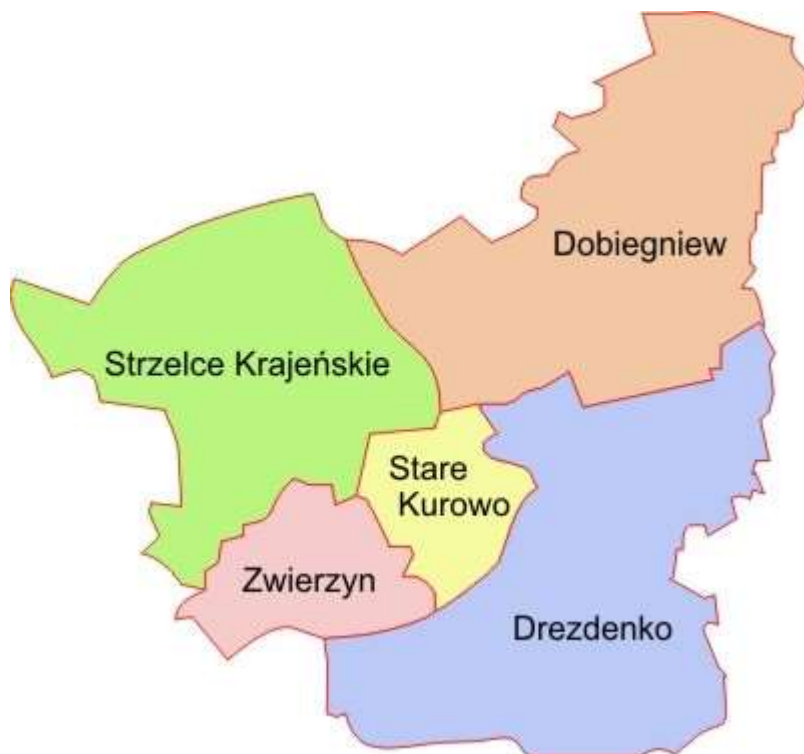 Dobiegniew
Strzelce Krajeńskie
Stare
Kurowo
Zwierzyn
Drezdenko